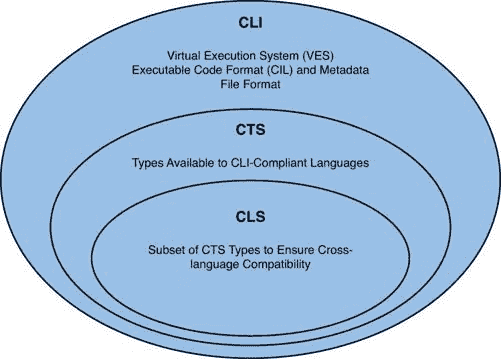 CLI
Virtual Execution System (VES)
Executable Code Format (CIL) and Metadata
File Format
CTS
Types Available to CLI-Compliant Languages
CLS
Subset of CTS Types to Ensure Cross-
language Compatibility